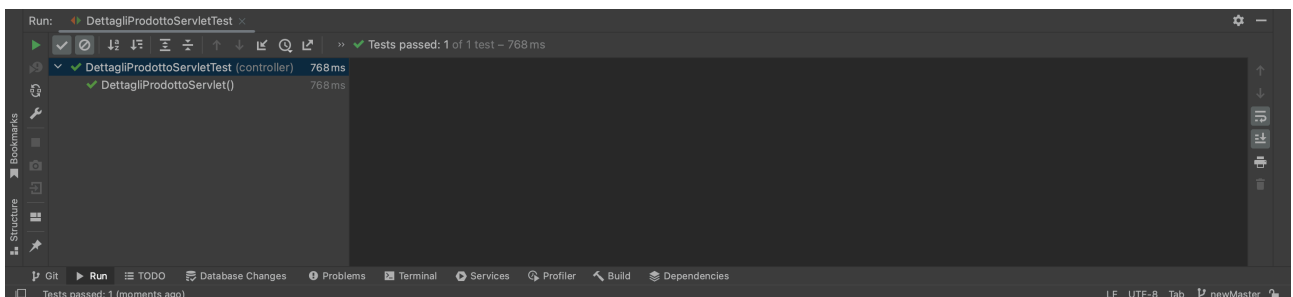 Run: DettagliProdottoServletTest
Tests passed: 1 of 1 test – 768 ms
DettagliProdottoServletTest (controller) 768 ms
DettagliProdottoServlet() 768 ms
Bookmarks
Structure
Git Run TODO Database Changes Problems Terminal Services Profiler Build Dependencies
Tests passed: 1 (moments ago) LF UTF-8 Tab newMaster